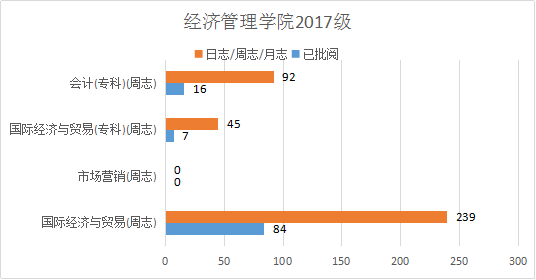 经济管理学院2017级
日志/周志/月志 已批阅
会计(专科)(周志)
92
16
国际经济与贸易(专科)(周志)
45
7
市场营销(周志)
0
0
国际经济与贸易(周志)
239
84
0 50 100 150 200 250 300